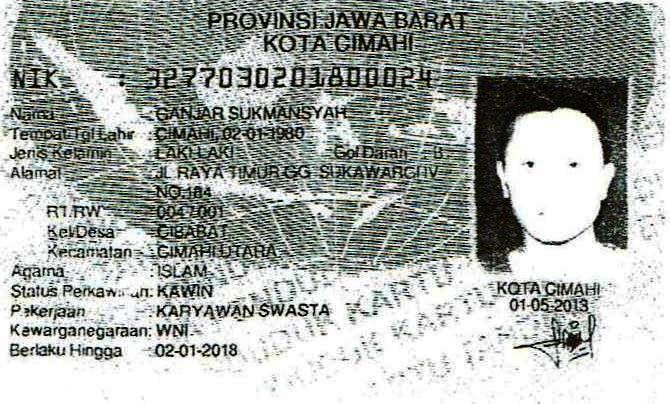 PROVINSI JAWA BARAT
KOTA CIMAHI
NIK : 3277030201800024
Nama : GANJAR SUKMANSYAH
Tempat/Tgl Lahir : CIMAHI, 02-01-1980
Jenis Kelamin : LAKI LAKI Gol Darah : B
Alamat : JL RAYA TIMUR GG SUKAWARGI IV
NO.184
RT/RW : 004/001
Kel/Desa : CIBABAT
Kecamatan : CIMAHI UTARA
Agama : ISLAM
Status Perkawinan: KAWIN
Pekerjaan : KARYAWAN SWASTA
Kewarganegaraan: WNI
Berlaku Hingga : 02-01-2018
KOTA CIMAHI
01-05-2013